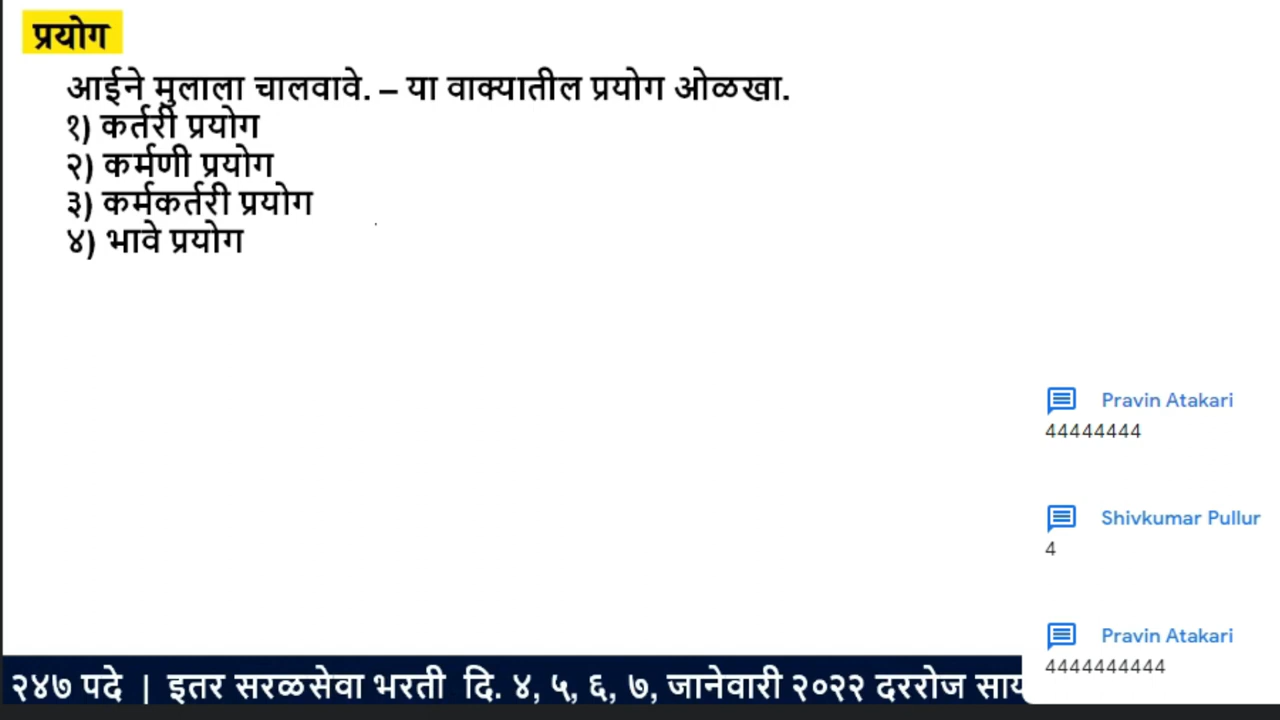 प्रयोग
आईने मुलाला चालवावे. – या वाक्यातील प्रयोग ओळखा.
१) कर्तरी प्रयोग
२) कर्मणी प्रयोग
३) कर्मकर्तरी प्रयोग
४) भावे प्रयोग
Pravin Atakari
44444444
Shivkumar Pullur
4
Pravin Atakari
4444444444
२४७ पदे | इतर सरळसेवा भरती दि. ४, ५, ६, ७, जानेवारी २०२२ दररोज